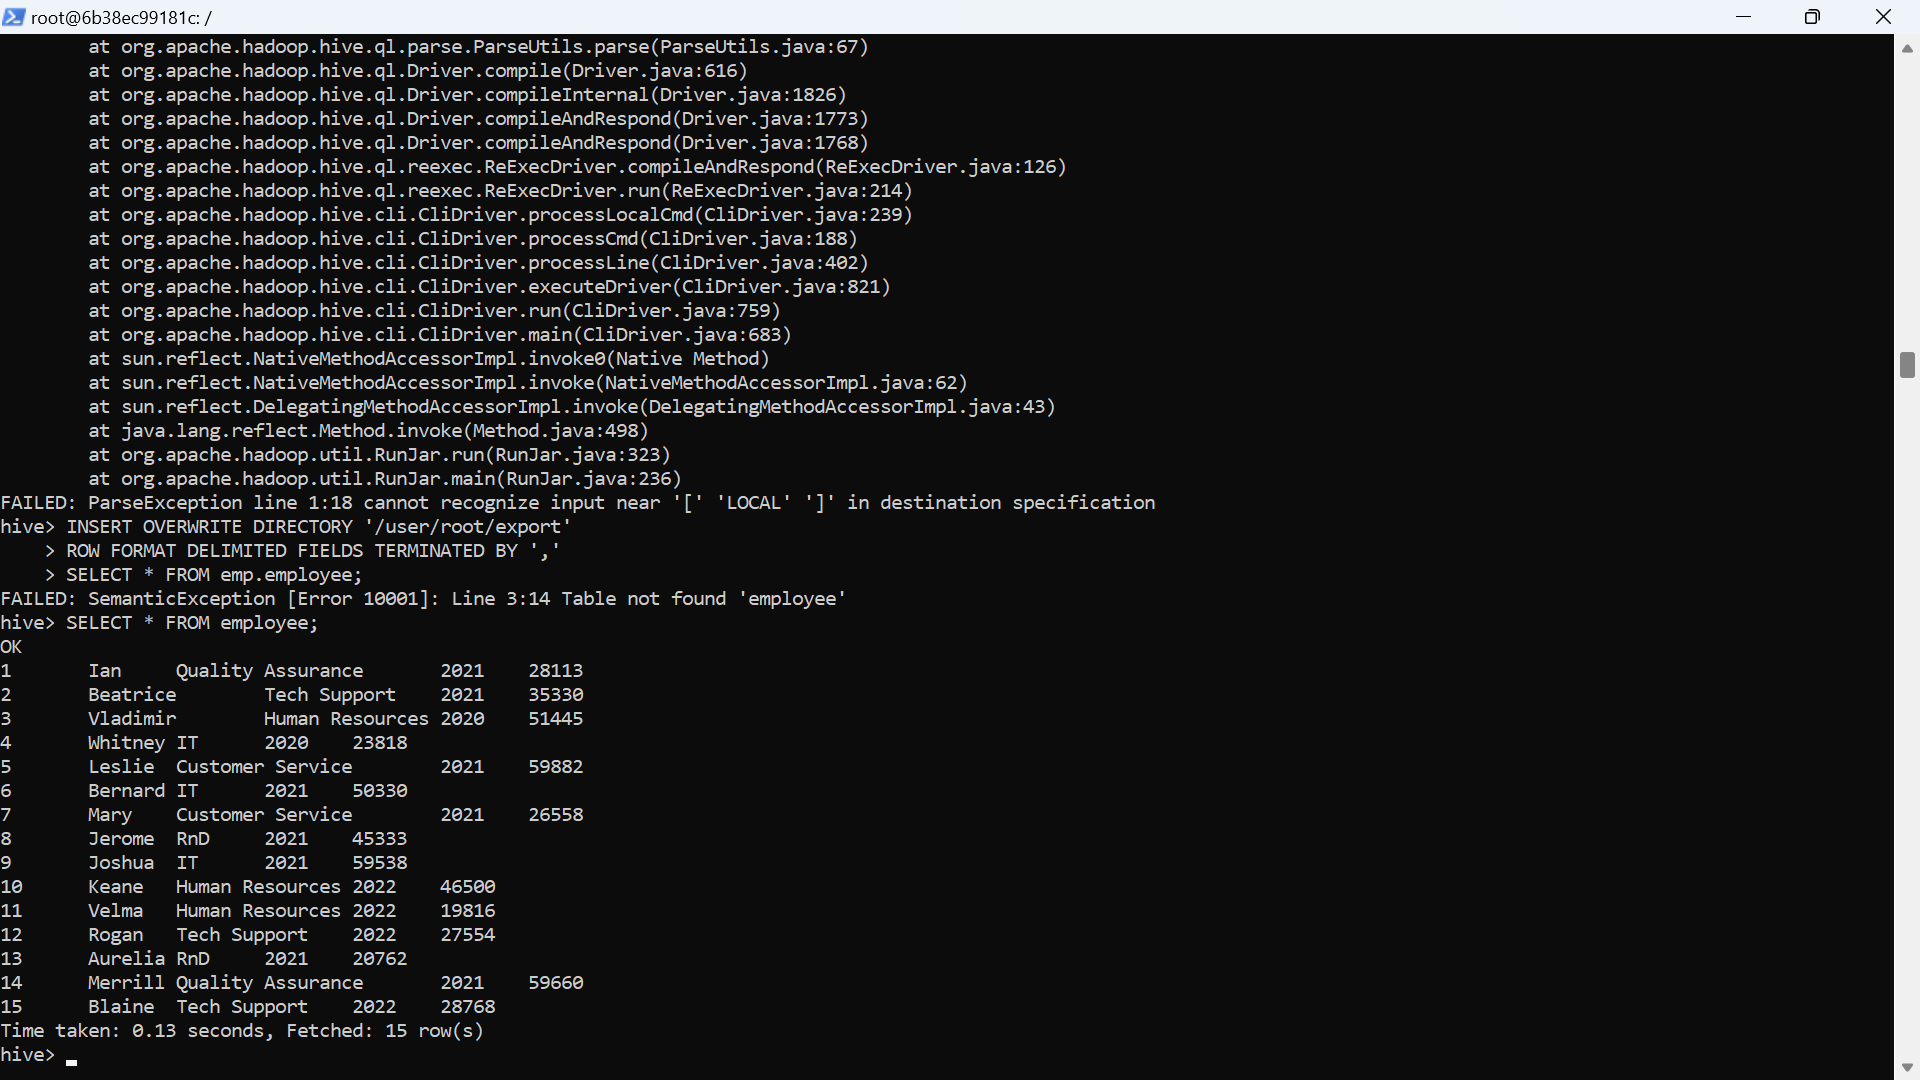 root@6b38ec99181c: /
at org.apache.hadoop.hive.ql.parse.ParseUtils.parse(ParseUtils.java:67)
at org.apache.hadoop.hive.ql.Driver.compile(Driver.java:616)
at org.apache.hadoop.hive.ql.Driver.compileInternal(Driver.java:1826)
at org.apache.hadoop.hive.ql.Driver.compileAndRespond(Driver.java:1773)
at org.apache.hadoop.hive.ql.Driver.compileAndRespond(Driver.java:1768)
at org.apache.hadoop.hive.ql.reexec.ReExecDriver.compileAndRespond(ReExecDriver.java:126)
at org.apache.hadoop.hive.ql.reexec.ReExecDriver.run(ReExecDriver.java:214)
at org.apache.hadoop.hive.cli.CliDriver.processLocalCmd(CliDriver.java:239)
at org.apache.hadoop.hive.cli.CliDriver.processCmd(CliDriver.java:188)
at org.apache.hadoop.hive.cli.CliDriver.processLine(CliDriver.java:402)
at org.apache.hadoop.hive.cli.CliDriver.executeDriver(CliDriver.java:821)
at org.apache.hadoop.hive.cli.CliDriver.run(CliDriver.java:759)
at org.apache.hadoop.hive.cli.CliDriver.main(CliDriver.java:683)
at sun.reflect.NativeMethodAccessorImpl.invoke0(Native Method)
at sun.reflect.NativeMethodAccessorImpl.invoke(NativeMethodAccessorImpl.java:62)
at sun.reflect.DelegatingMethodAccessorImpl.invoke(DelegatingMethodAccessorImpl.java:43)
at java.lang.reflect.Method.invoke(Method.java:498)
at org.apache.hadoop.util.RunJar.run(RunJar.java:323)
at org.apache.hadoop.util.RunJar.main(RunJar.java:236)
FAILED: ParseException line 1:18 cannot recognize input near '[' 'LOCAL' ']' in destination specification
hive> INSERT OVERWRITE DIRECTORY '/user/root/export'
    > ROW FORMAT DELIMITED FIELDS TERMINATED BY ','
    > SELECT * FROM emp.employee;
FAILED: SemanticException [Error 10001]: Line 3:14 Table not found 'employee'
hive> SELECT * FROM employee;
OK
1       Ian     Quality Assurance       2021    28113
2       Beatrice        Tech Support    2021    35330
3       Vladimir        Human Resources 2020    51445
4       Whitney IT      2020    23818
5       Leslie  Customer Service        2021    59882
6       Bernard IT      2021    50330
7       Mary    Customer Service        2021    26558
8       Jerome  RnD     2021    45333
9       Joshua  IT      2021    59538
10      Keane   Human Resources 2022    46500
11      Velma   Human Resources 2022    19816
12      Rogan   Tech Support    2022    27554
13      Aurelia RnD     2021    20762
14      Merrill Quality Assurance       2021    59660
15      Blaine  Tech Support    2022    28768
Time taken: 0.13 seconds, Fetched: 15 row(s)
hive>